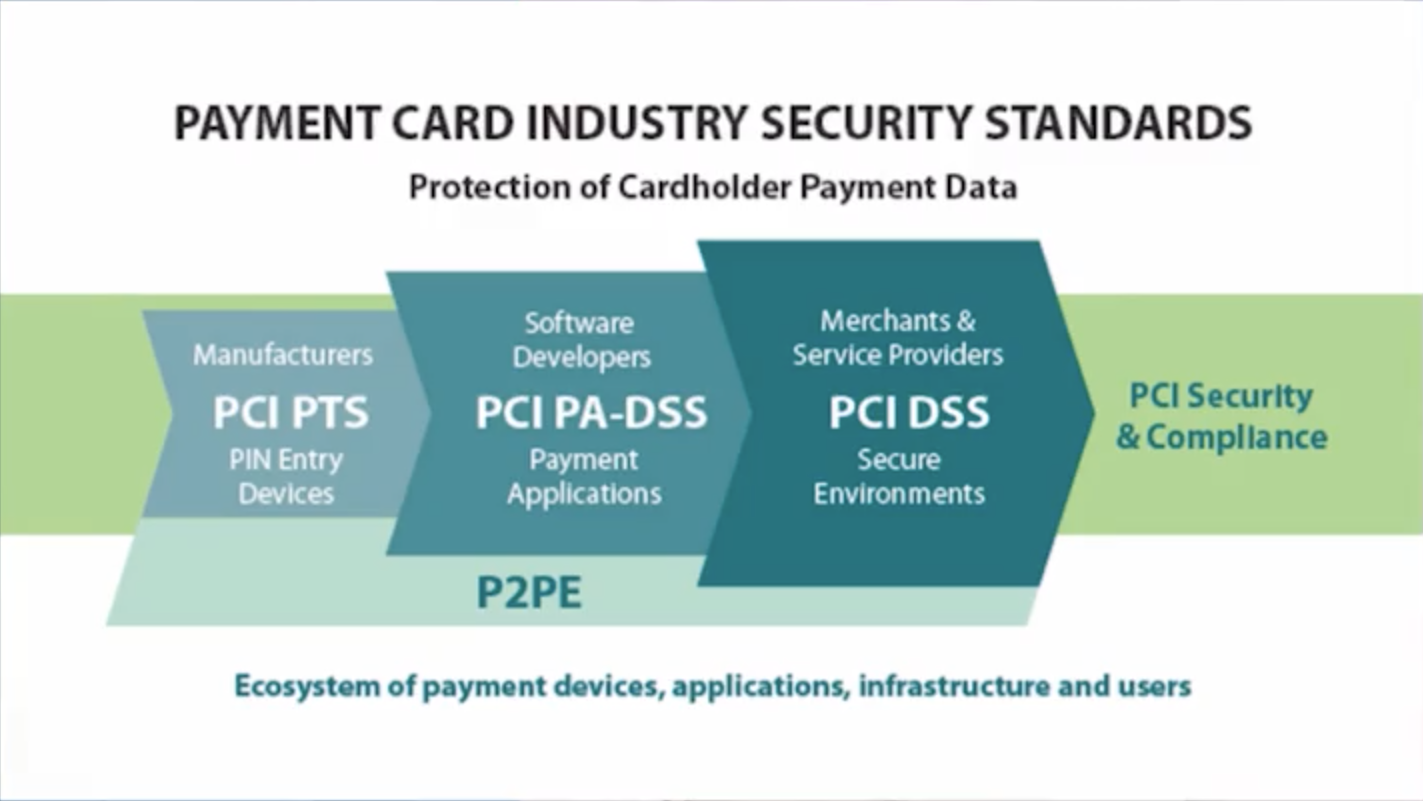 PAYMENT CARD INDUSTRY SECURITY STANDARDS
Protection of Cardholder Payment Data
Manufacturers
PCI PTS
PIN Entry
Devices
Software
Developers
PCI PA-DSS
Payment
Applications
Merchants &
Service Providers
PCI DSS
Secure
Environments
PCI Security
& Compliance
P2PE
Ecosystem of payment devices, applications, infrastructure and users